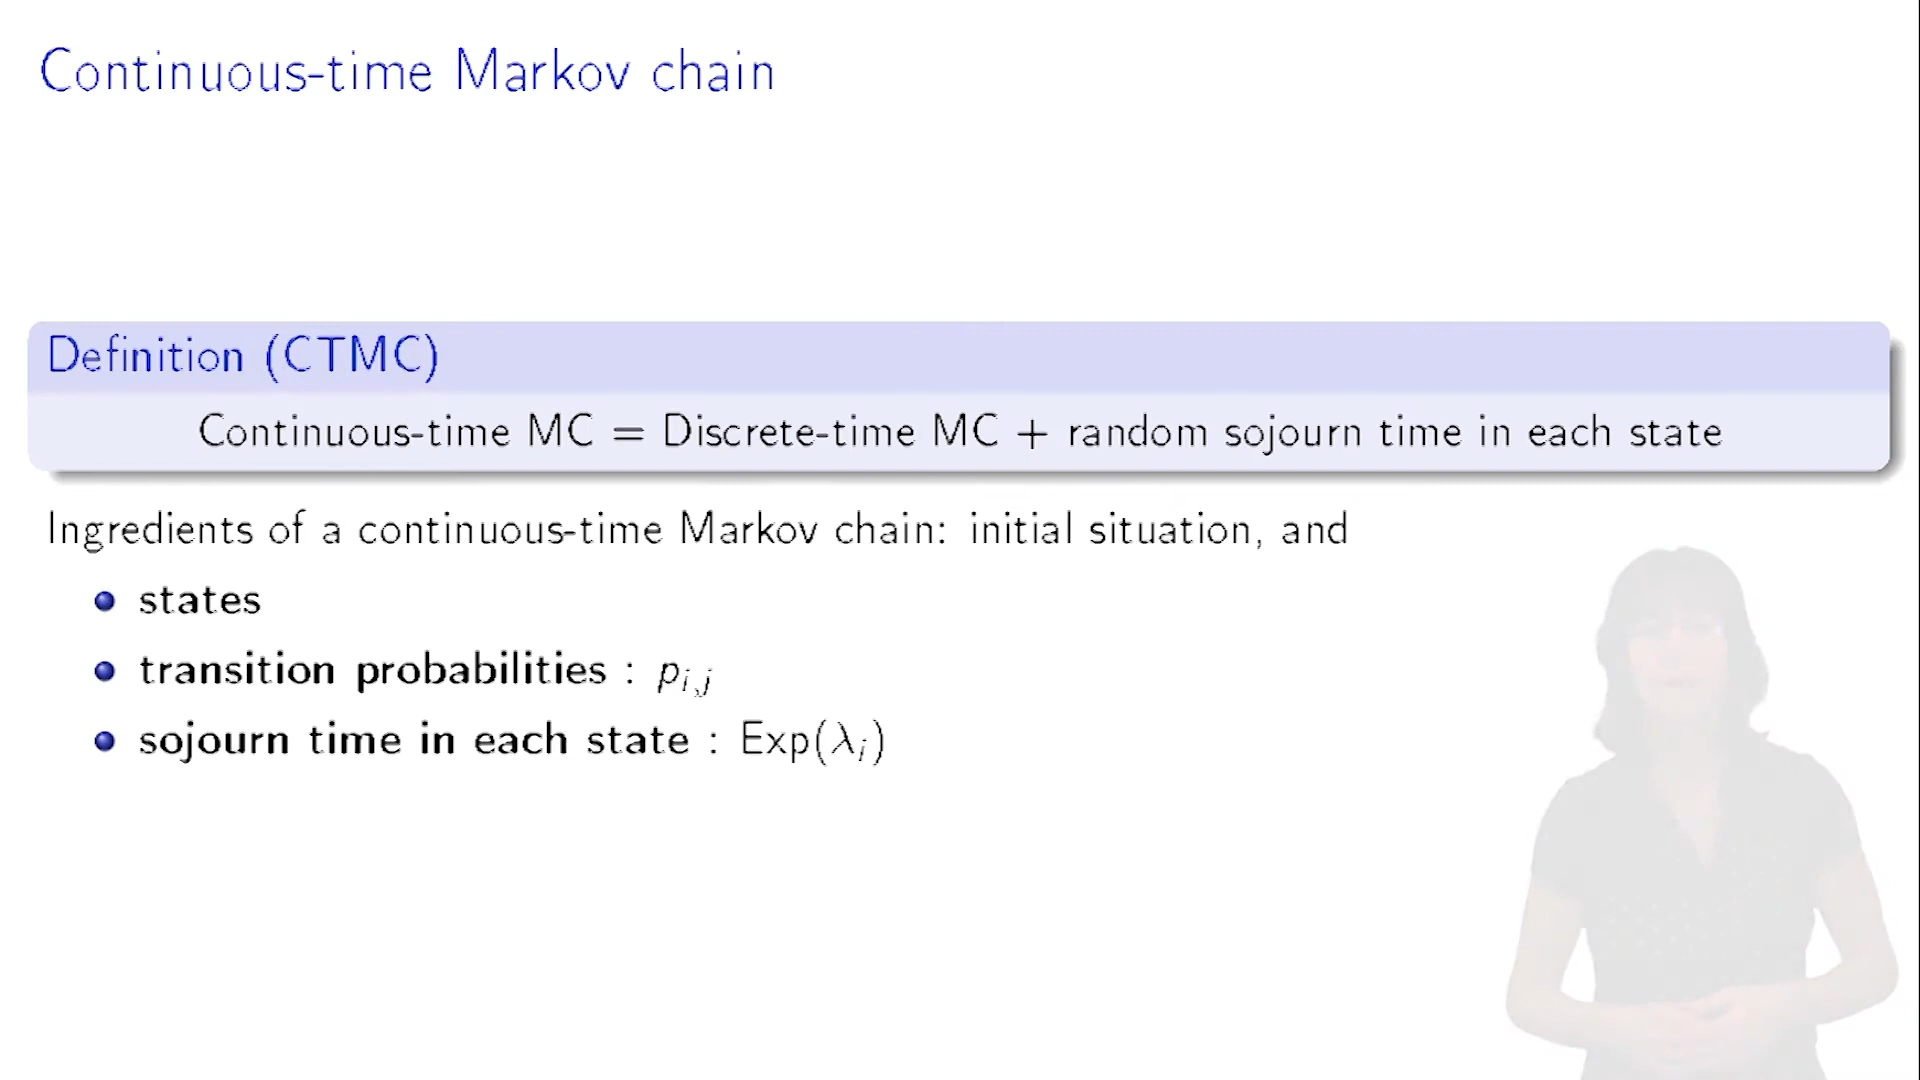 Continuous-time Markov chain
Definition (CTMC)
Continuous-time MC = Discrete-time MC + random sojourn time in each state
Ingredients of a continuous-time Markov chain: initial situation, and
states
transition probabilities : p_{i,j}
sojourn time in each state : Exp(λ_i)